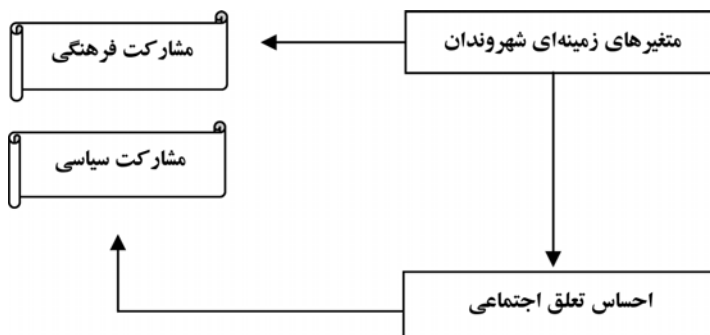 متغیرهای زمینه‌ای شهروندان
مشارکت فرهنگی
مشارکت سیاسی
احساس تعلق اجتماعی